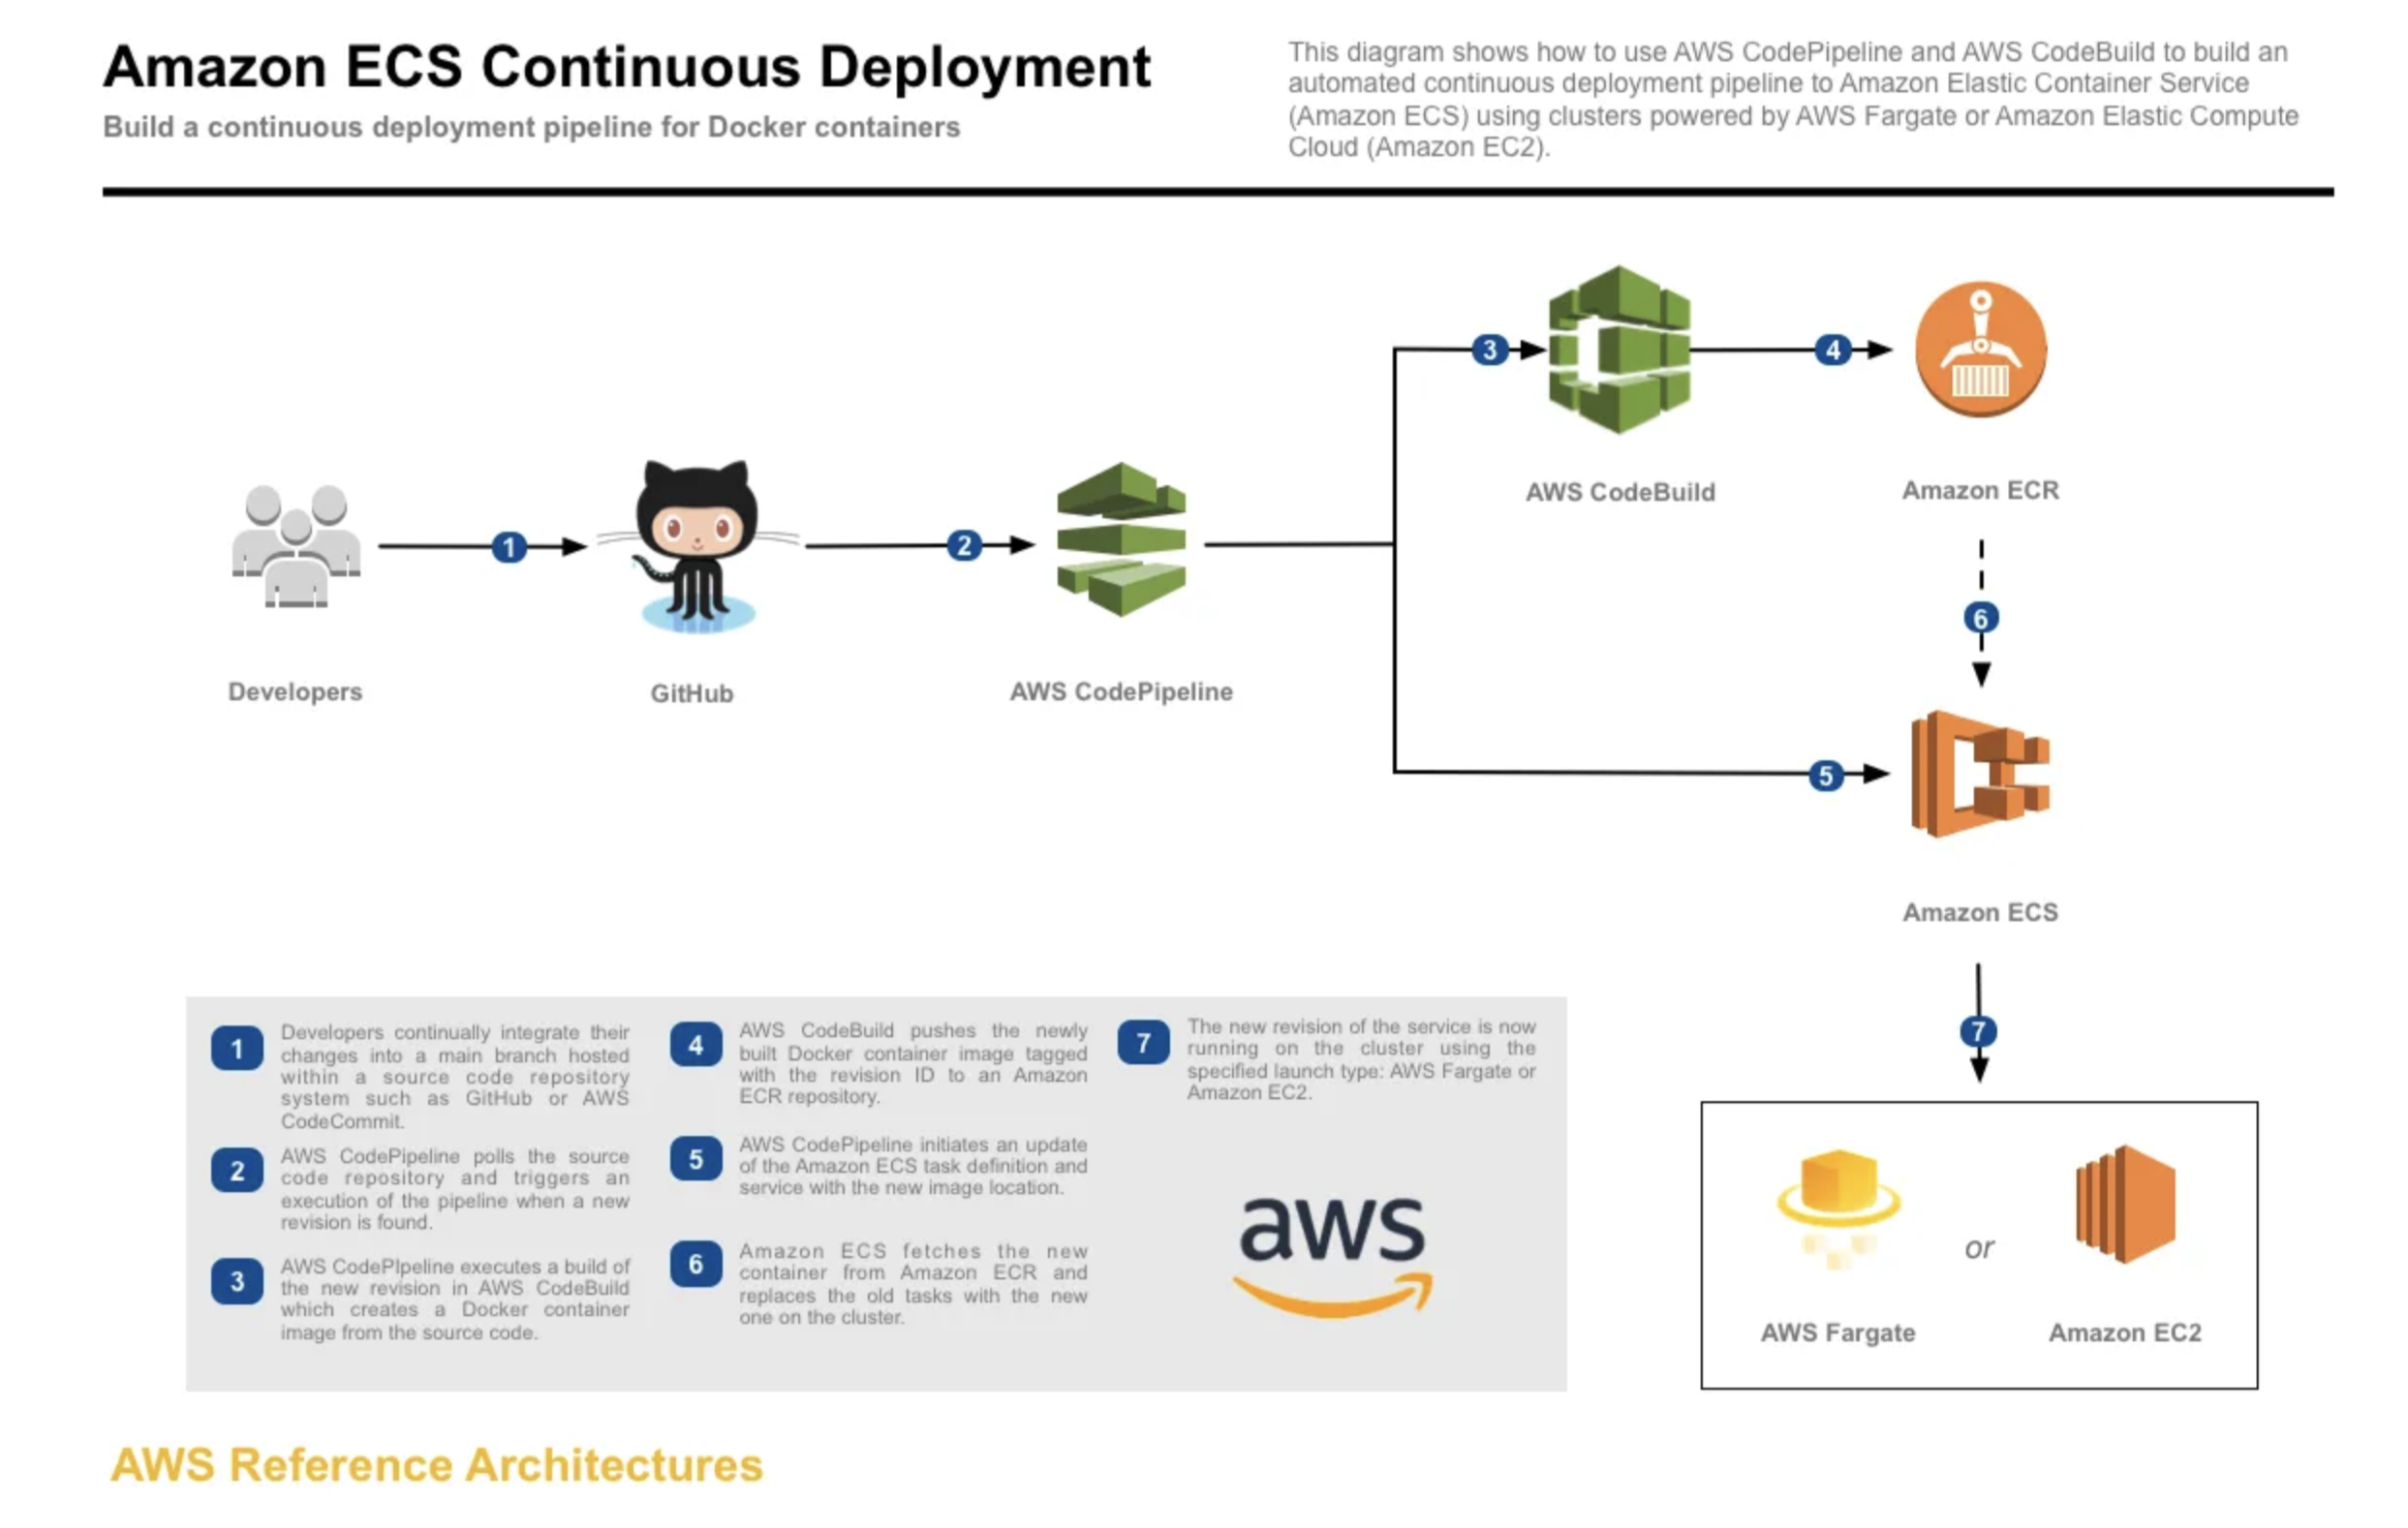 Amazon ECS Continuous Deployment
Build a continuous deployment pipeline for Docker containers
This diagram shows how to use AWS CodePipeline and AWS CodeBuild to build an
automated continuous deployment pipeline to Amazon Elastic Container Service
(Amazon ECS) using clusters powered by AWS Fargate or Amazon Elastic Compute
Cloud (Amazon EC2).
3
4
AWS CodeBuild
Amazon ECR
1
2
6
Developers
GitHub
AWS CodePipeline
5
Amazon ECS
7
1
Developers continually integrate their
changes into a main branch hosted
within a source code repository
system such as GitHub or AWS
CodeCommit.
2
AWS CodePipeline polls the source
code repository and triggers an
execution of the pipeline when a new
revision is found.
3
AWS CodePIpeline executes a build of
the new revision in AWS CodeBuild
which creates a Docker container
image from the source code.
4
AWS CodeBuild pushes the newly
built Docker container image tagged
with the revision ID to an Amazon
ECR repository.
5
AWS CodePipeline initiates an update
of the Amazon ECS task definition and
service with the new image location.
6
Amazon ECS fetches the new
container from Amazon ECR and
replaces the old tasks with the new
one on the cluster.
7
The new revision of the service is now
running on the cluster using the
specified launch type: AWS Fargate or
Amazon EC2.
aws
or
AWS Fargate
Amazon EC2
AWS Reference Architectures